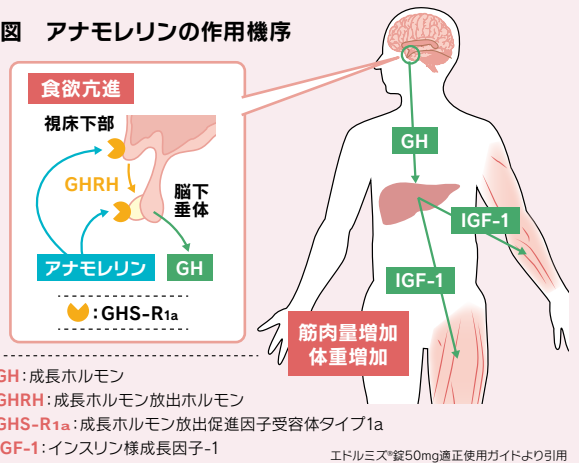 図　アナモレリンの作用機序
食欲亢進
視床下部
GHRH
脳下
垂体
アナモレリン
GH
:GHS-R1a
GH
IGF-1
IGF-1
筋肉量増加
体重増加
GH:成長ホルモン
GHRH:成長ホルモン放出ホルモン
GHS-R1a:成長ホルモン放出促進因子受容体タイプ1a
IGF-1:インスリン様成長因子-1
エドルミズ®錠50mg適正使用ガイドより引用